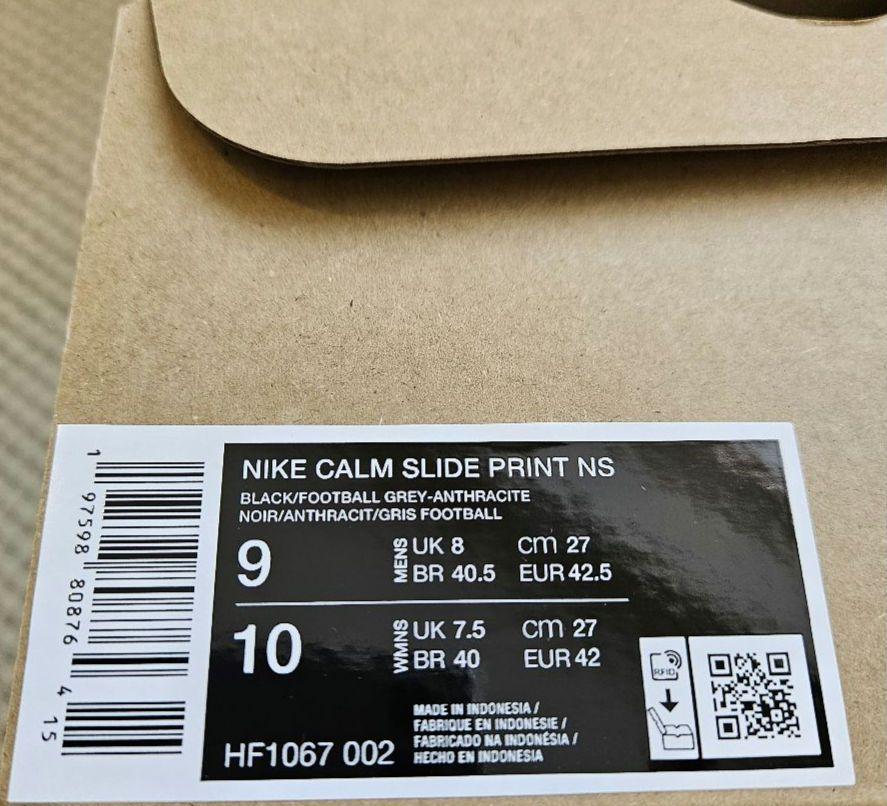 NIKE CALM SLIDE PRINT NS
BLACK/FOOTBALL GREY-ANTHRACITE
NOIR/ANTHRACIT/GRIS FOOTBALL
9
MENS
UK 8 cm 27
BR 40.5 EUR 42.5
10
WMNS
UK 7.5 cm 27
BR 40 EUR 42
HF1067 002
MADE IN INDONESIA /
FABRIQUE EN INDONESIE /
FABRICADO NA INDONÉSIA /
HECHO EN INDONESIA
RFID
1 97598 80876 4 15